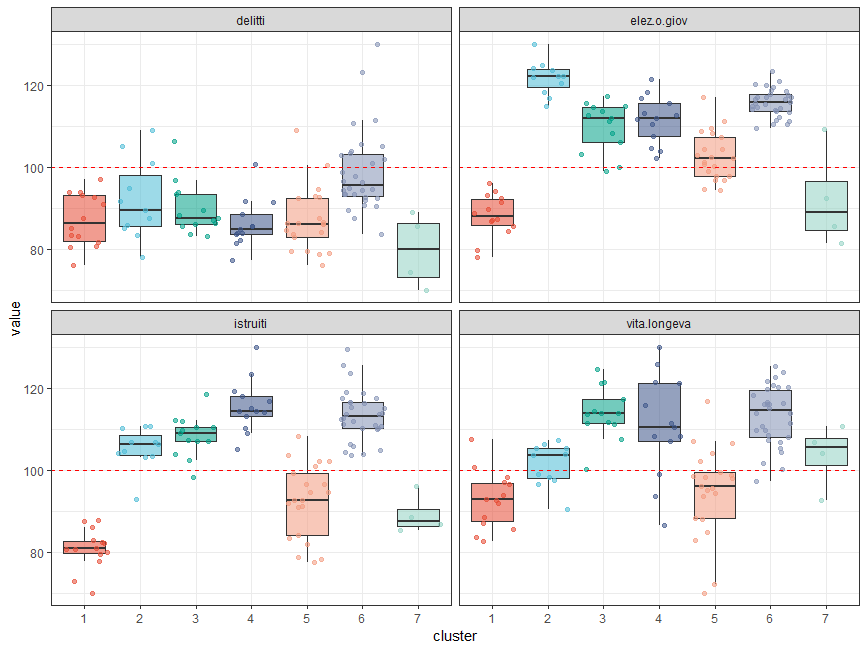 delitti
elez.o.giov
120
100
80
value
istruiti
vita.longeva
120
100
80
1 2 3 4 5 6 7
1 2 3 4 5 6 7
cluster